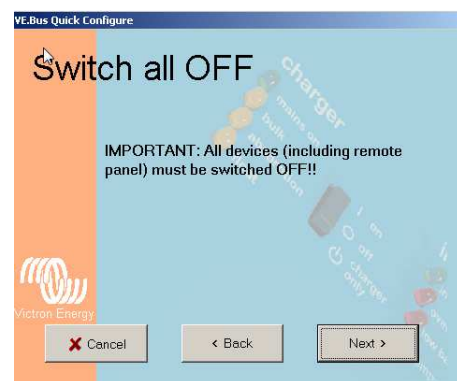 VE.Bus Quick Configure
Switch all OFF
charger
mains on
bulk
absorption
float
IMPORTANT: All devices (including remote
panel) must be switched OFF!!
on
off
charger
only
Victron Energy
Cancel
< Back
Next >